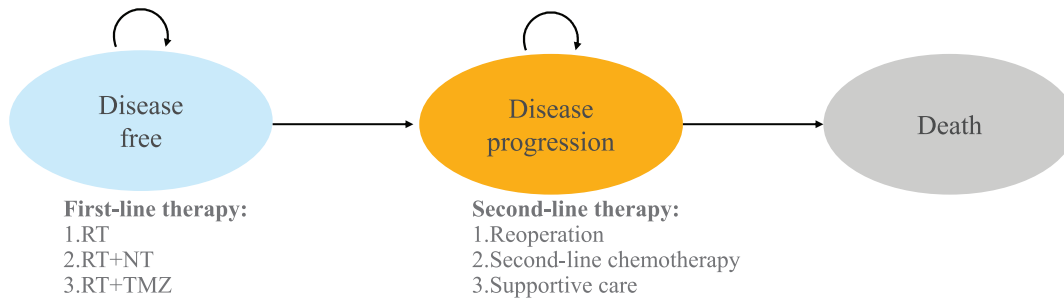 Disease
free
Disease
progression
Death
First-line therapy:
1.RT
2.RT+NT
3.RT+TMZ
Second-line therapy:
1.Reoperation
2.Second-line chemotherapy
3.Supportive care